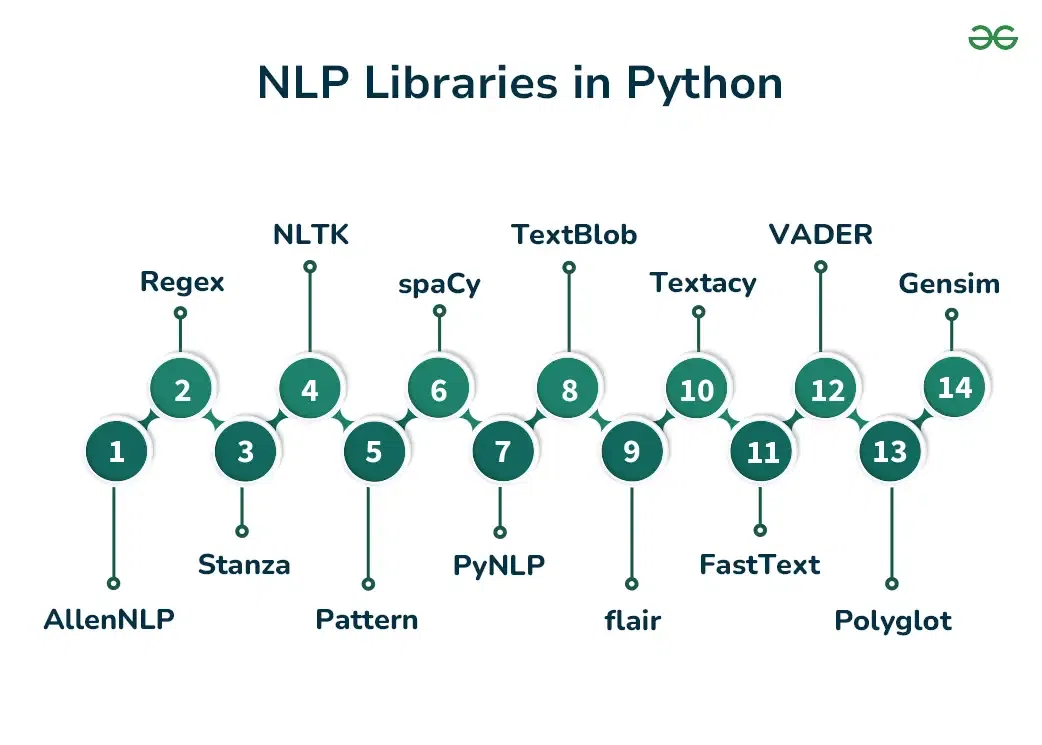 NLP Libraries in Python
NLTK
TextBlob
VADER
Regex
spaCy
Textacy
Gensim
2
4
6
8
10
12
14
1
3
5
7
9
11
13
Stanza
PyNLP
FastText
AllenNLP
Pattern
flair
Polyglot